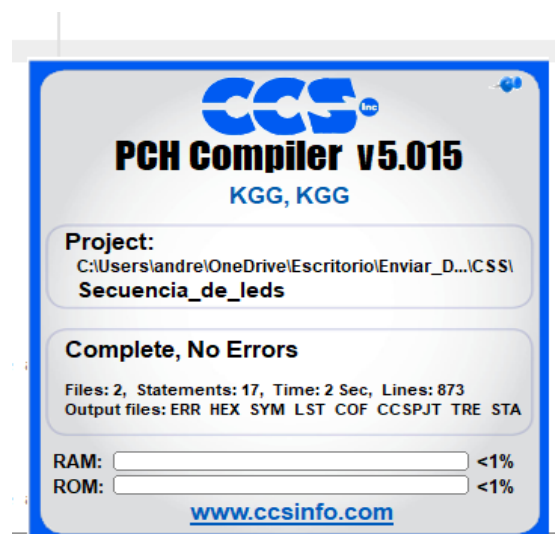 CCS Inc
PCH Compiler v5.015
KGG, KGG
Project:
C:\Users\andre\OneDrive\Escritorio\Enviar_D...\CSS\
Secuencia_de_leds
Complete, No Errors
Files: 2, Statements: 17, Time: 2 Sec, Lines: 873
Output files: ERR HEX SYM LST COF CCSPJT TRE STA
RAM: <1%
ROM: <1%
www.ccsinfo.com